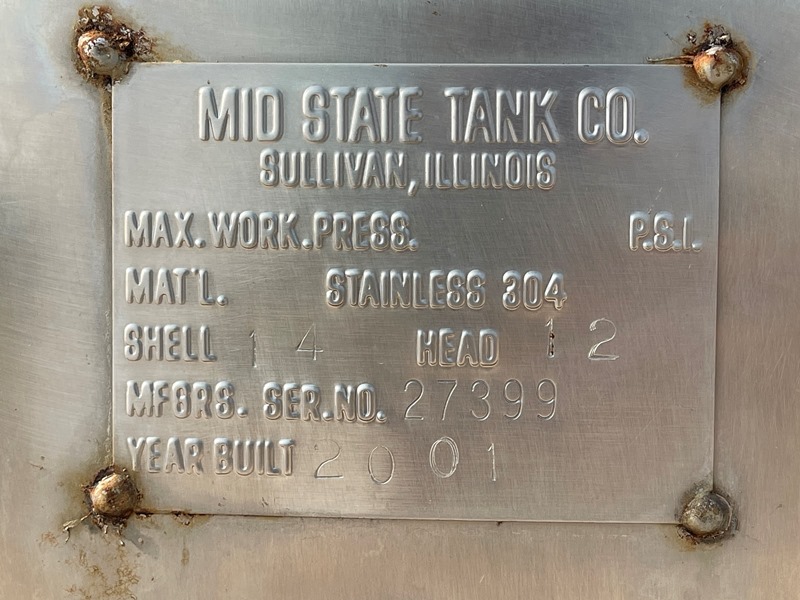 MID STATE TANK CO.
SULLIVAN, ILLINOIS
MAX. WORK. PRESS. P.S.I.
MAT'L. STAINLESS 304
SHELL 14 HEAD 12
MFGRS. SER. NO. 27399
YEAR BUILT 2001